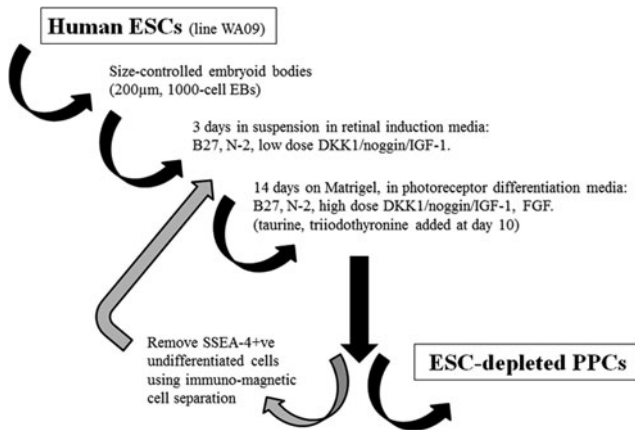 Human ESCs (line WA09)
Size-controlled embryoid bodies
(200µm, 1000-cell EBs)
3 days in suspension in retinal induction media:
B27, N-2, low dose DKK1/noggin/IGF-1.
14 days on Matrigel, in photoreceptor differentiation media:
B27, N-2, high dose DKK1/noggin/IGF-1, FGF.
(taurine, triiodothyronine added at day 10)
Remove SSEA-4+ve
undifferentiated cells
using immuno-magnetic
cell separation
ESC-depleted PPCs